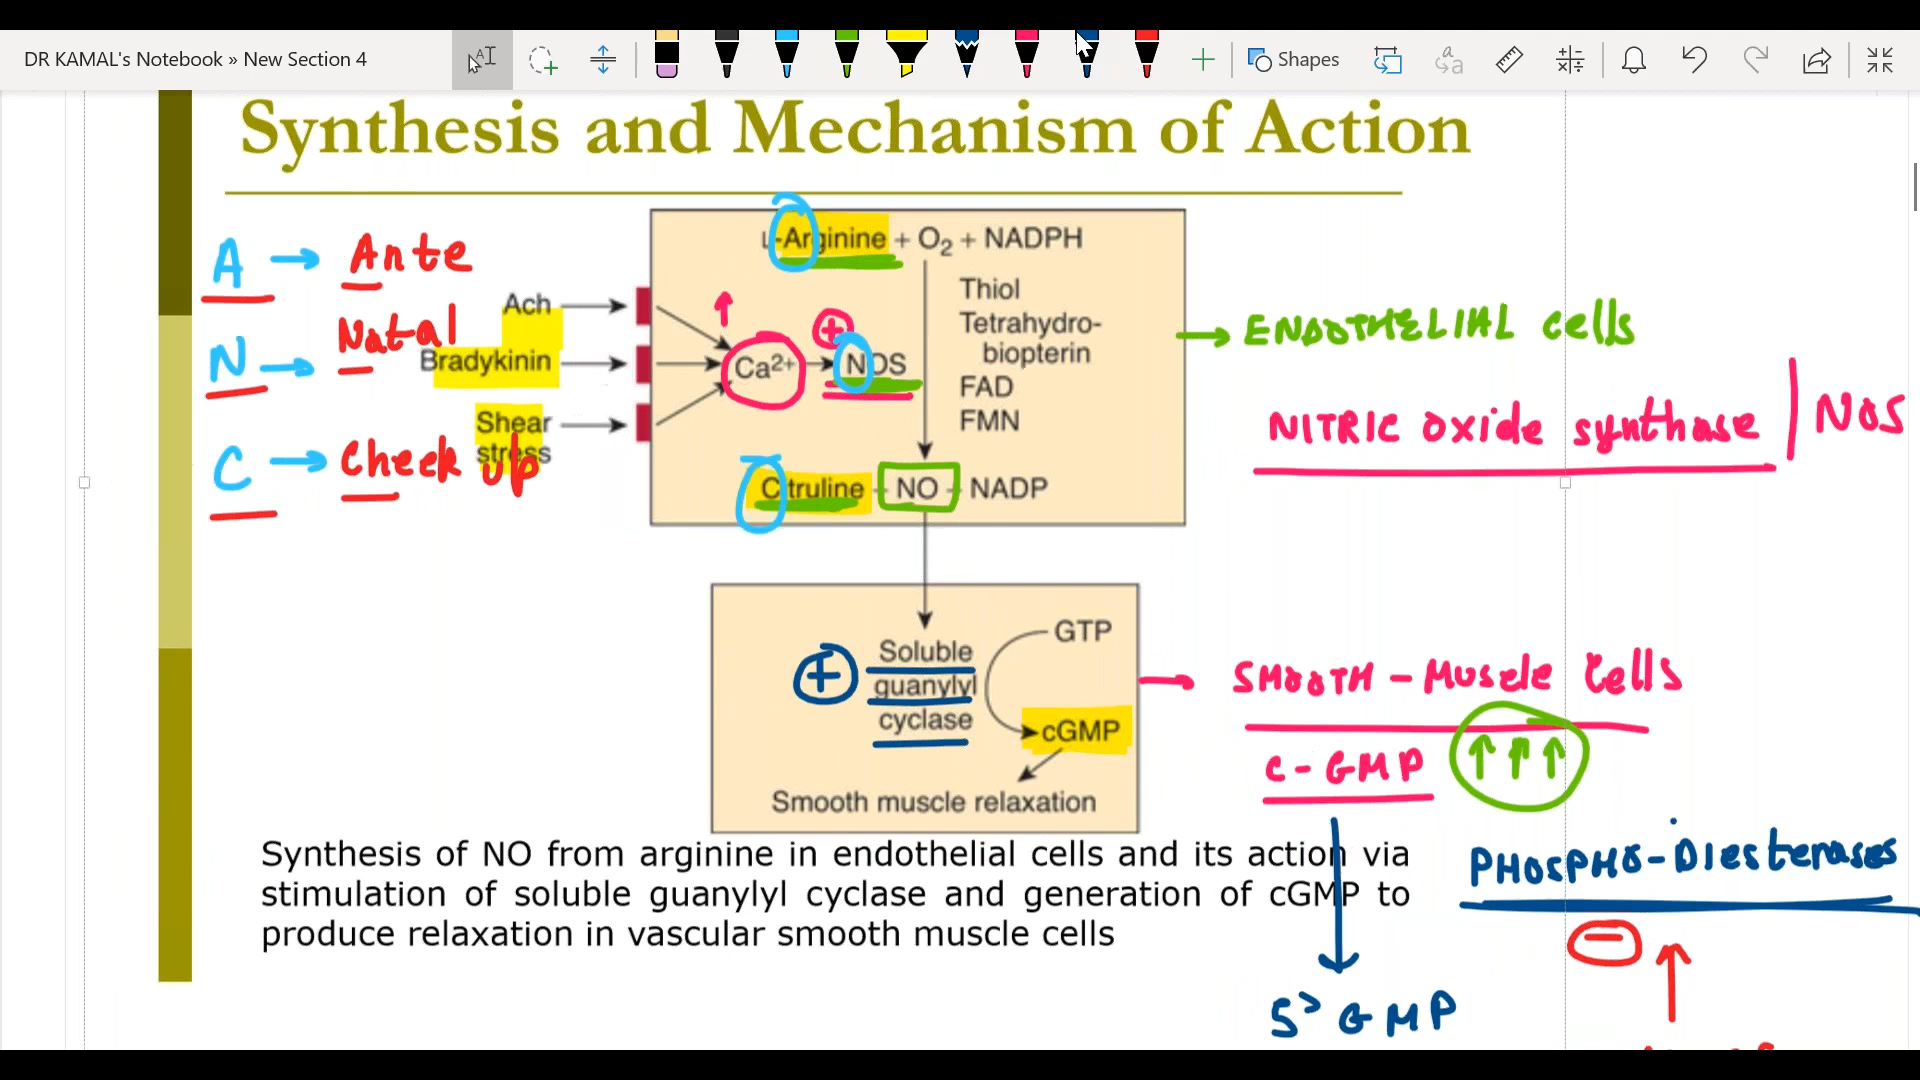 DR KAMAL's Notebook » New Section 4
Shapes
Synthesis and Mechanism of Action
A → Ante
N → Natal
C → Check up
Ach
Bradykinin
Shear
stress
L-Arginine + O2 + NADPH
Thiol
Tetrahydro-
biopterin
FAD
FMN
Ca2+ → NOS
Citruline + NO + NADP
→ ENDOTHELIAL cells
NITRIC oxide synthase / NOS
Soluble
guanylyl
cyclase
GTP
cGMP
Smooth muscle relaxation
→ SMOOTH - Muscle Cells
c - GMP ↑↑↑
PHOSPHO-Diesterases
5' GMP
Synthesis of NO from arginine in endothelial cells and its action via
stimulation of soluble guanylyl cyclase and generation of cGMP to
produce relaxation in vascular smooth muscle cells